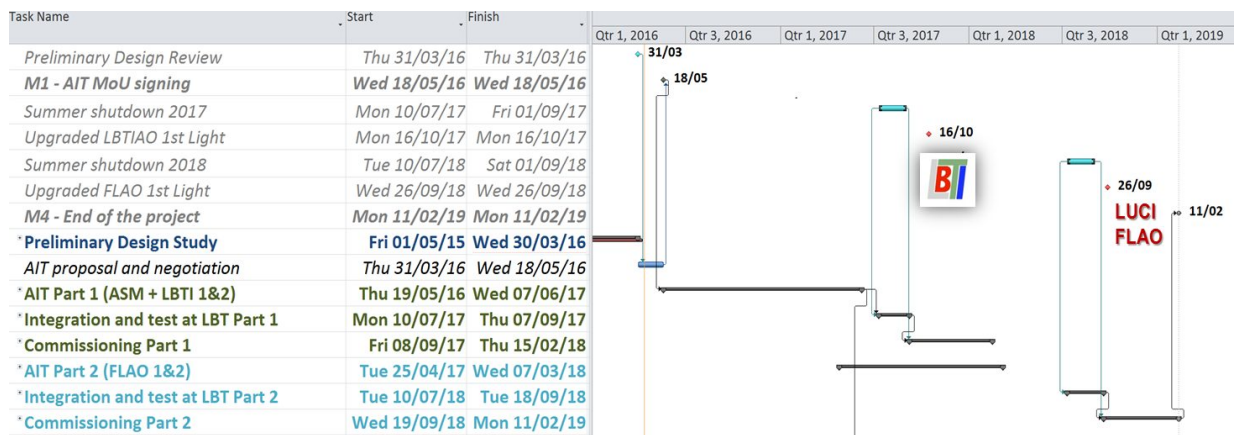 Task Name Start Finish
Qtr 1, 2016 Qtr 3, 2016 Qtr 1, 2017 Qtr 3, 2017 Qtr 1, 2018 Qtr 3, 2018 Qtr 1, 2019
Preliminary Design Review Thu 31/03/16 Thu 31/03/16 31/03
M1 - AIT MoU signing Wed 18/05/16 Wed 18/05/16 18/05
Summer shutdown 2017 Mon 10/07/17 Fri 01/09/17
Upgraded LBTIAO 1st Light Mon 16/10/17 Mon 16/10/17 16/10
Summer shutdown 2018 Tue 10/07/18 Sat 01/09/18
BTI
Upgraded FLAO 1st Light Wed 26/09/18 Wed 26/09/18 26/09
M4 - End of the project Mon 11/02/19 Mon 11/02/19 11/02
LUCI
FLAO
Preliminary Design Study Fri 01/05/15 Wed 30/03/16
AIT proposal and negotiation Thu 31/03/16 Wed 18/05/16
AIT Part 1 (ASM + LBTI 1&2) Thu 19/05/16 Wed 07/06/17
Integration and test at LBT Part 1 Mon 10/07/17 Thu 07/09/17
Commissioning Part 1 Fri 08/09/17 Thu 15/02/18
AIT Part 2 (FLAO 1&2) Tue 25/04/17 Wed 07/03/18
Integration and test at LBT Part 2 Tue 10/07/18 Tue 18/09/18
Commissioning Part 2 Wed 19/09/18 Mon 11/02/19